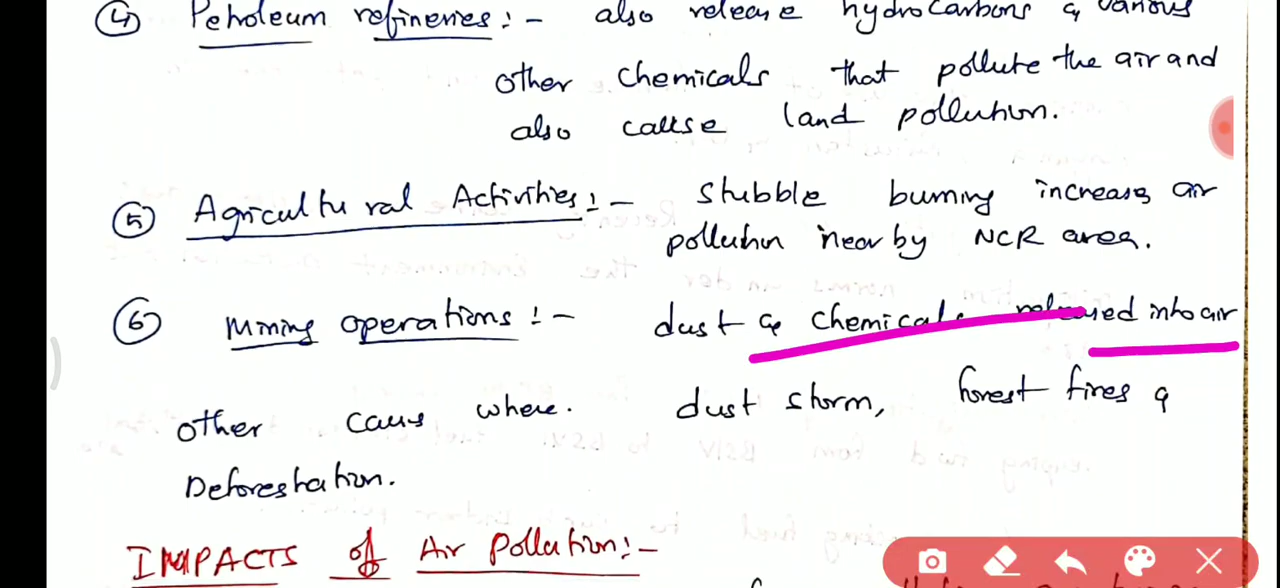 ④ Petroleum refineries :- also release hydrocarbons & various
other chemicals that pollute the air and
also cause land pollution.
⑤ Agricultural Activities :- stubble burning increase air
pollution near by NCR area.
⑥ Mining operations :- dust & chemicals released into air
other caus where. dust storm, forest fires &
Deforestation.
IMPACTS of Air Pollution :-